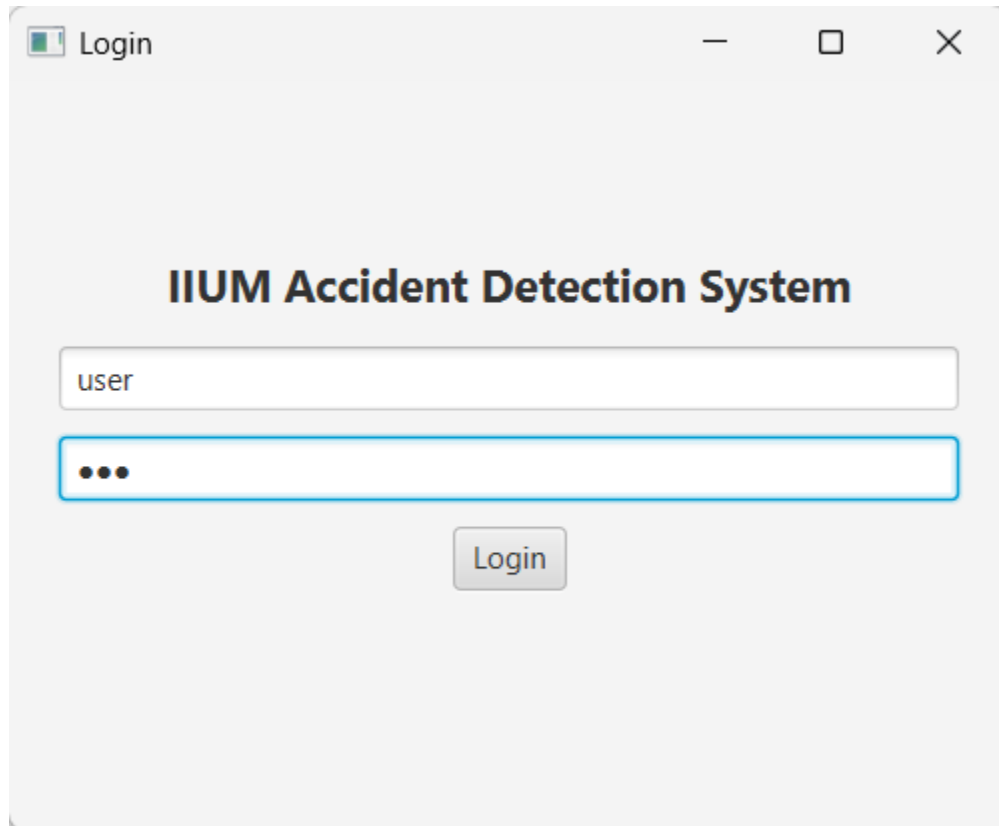 Login
IIUM Accident Detection System
user
•••
Login